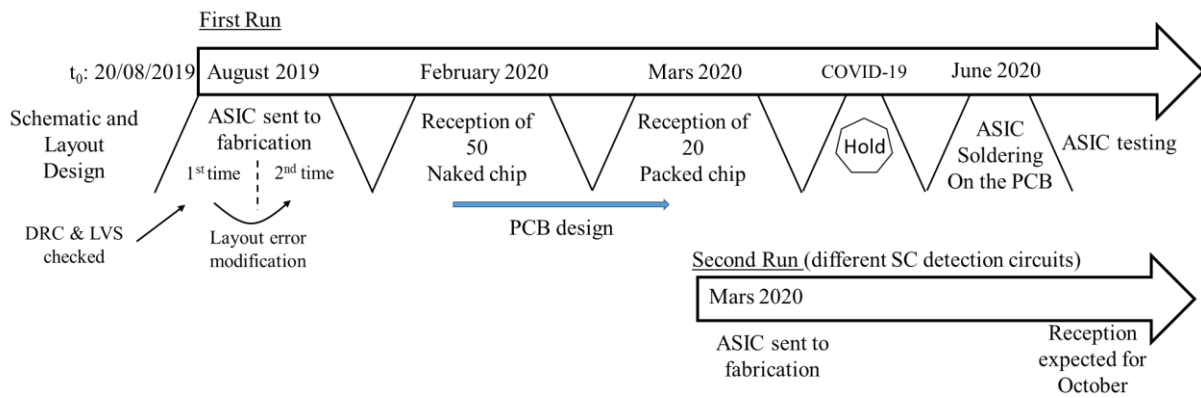 First Run
t0: 20/08/2019
August 2019
February 2020
Mars 2020
COVID-19
June 2020
Schematic and
Layout
Design
ASIC sent to
fabrication
1st time
2nd time
DRC & LVS
checked
Layout error
modification
Reception of
50
Naked chip
PCB design
Reception of
20
Packed chip
Hold
ASIC
Soldering
On the PCB
ASIC testing
Second Run (different SC detection circuits)
Mars 2020
ASIC sent to
fabrication
Reception
expected for
October